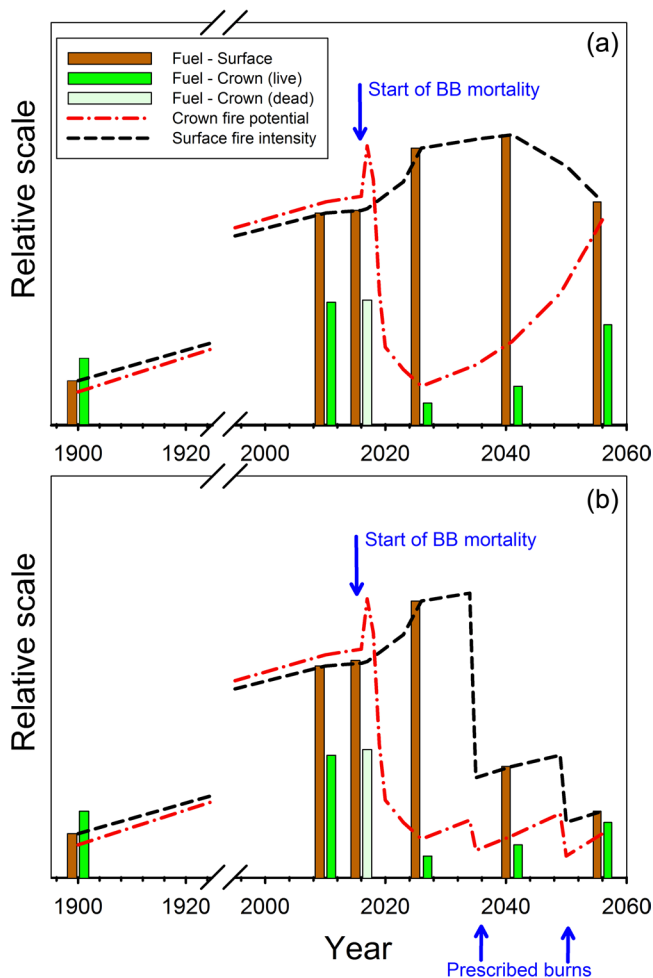 (a)
Fuel - Surface
Fuel - Crown (live)
Fuel - Crown (dead)
Crown fire potential
Surface fire intensity
Start of BB mortality
Relative scale
1900 1920 2000 2020 2040 2060
(b)
Start of BB mortality
Relative scale
1900 1920 2000 2020 2040 2060
Year
Prescribed burns